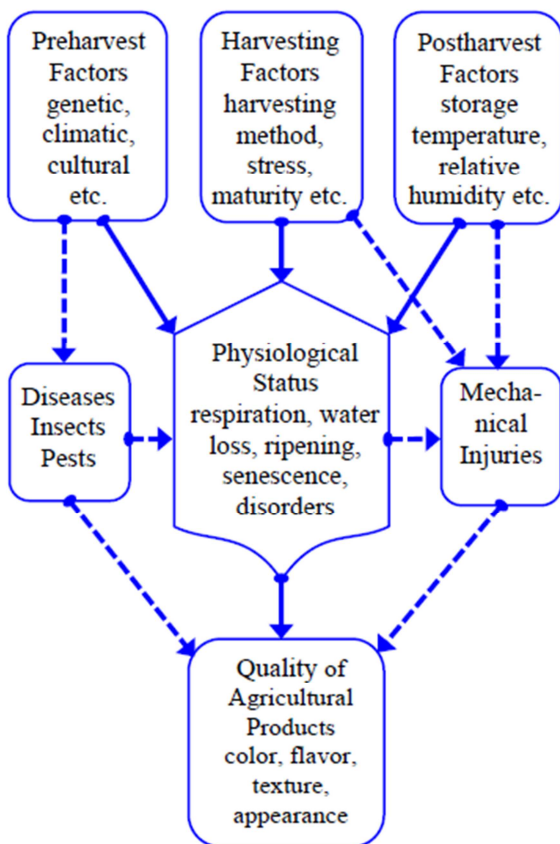 Preharvest
Factors
genetic,
climatic,
cultural
etc.
Harvesting
Factors
harvesting
method,
stress,
maturity etc.
Postharvest
Factors
storage
temperature,
relative
humidity etc.
Diseases
Insects
Pests
Physiological
Status
respiration, water
loss, ripening,
senescence,
disorders
Mecha-
nical
Injuries
Quality of
Agricultural
Products
color, flavor,
texture,
appearance